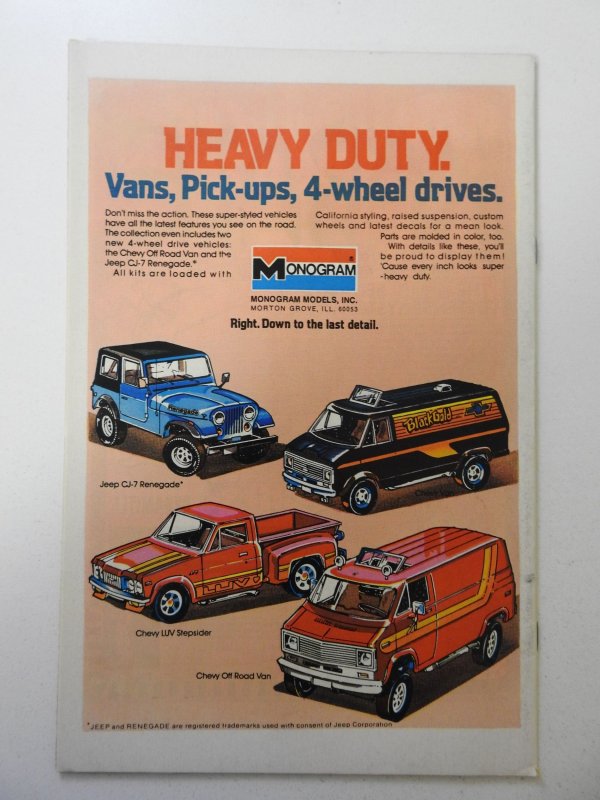 HEAVY DUTY.
Vans, Pick-ups, 4-wheel drives.
Don't miss the action. These super-styled vehicles
have all the latest features you see on the road.
The collection even includes two
new 4-wheel drive vehicles:
the Chevy Off Road Van and the
Jeep CJ-7 Renegade.*
All kits are loaded with
California styling, raised suspension, custom
wheels and latest decals for a mean look.
Parts are molded in color, too.
With details like these, you'll
be proud to display them!
'Cause every inch looks super
-heavy duty.
MONOGRAM®
MONOGRAM MODELS, INC.
MORTON GROVE, ILL. 60053
Right. Down to the last detail.
Renegade
Black Gold
Jeep CJ-7 Renegade*
Chevy Van
LUV
Chevy LUV Stepsider
Chevy Off Road Van
*JEEP and RENEGADE are registered trademarks used with consent of Jeep Corporation